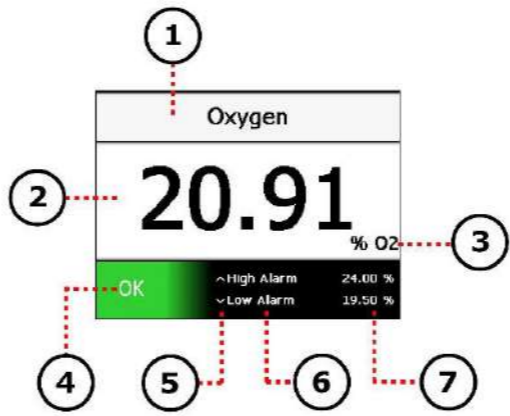 1
Oxygen
2
20.91
% O2
3
OK
^High Alarm 24.00 %
⌄Low Alarm 19.50 %
4
5
6
7